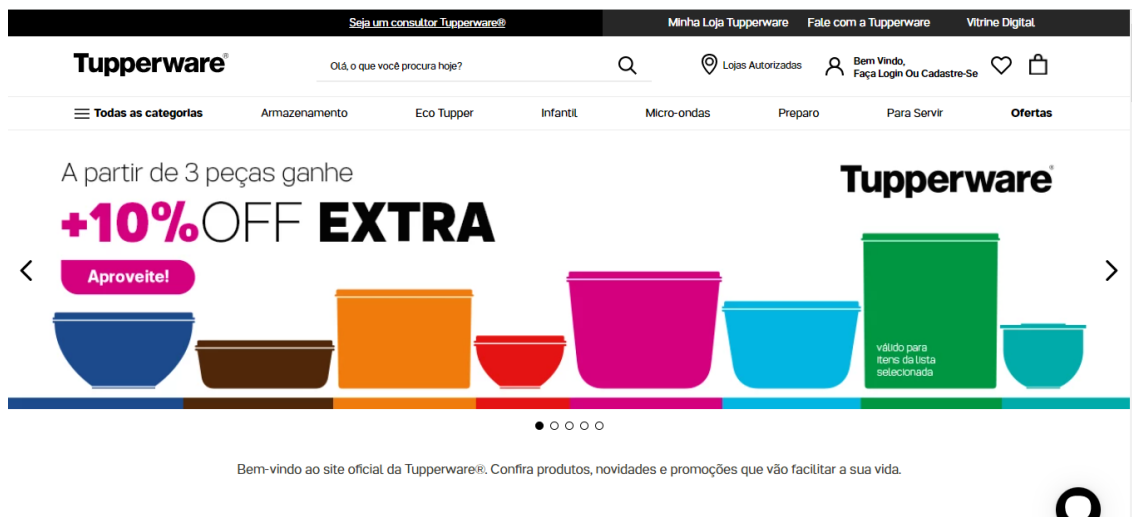 Seja um consultor Tupperware®
Minha Loja Tupperware
Fale com a Tupperware
Vitrine Digital
Tupperware®
Olá, o que você procura hoje?
Lojas Autorizadas
Bem Vindo,
Faça Login Ou Cadastre-Se
Todas as categorias
Armazenamento
Eco Tupper
Infantil
Micro-ondas
Preparo
Para Servir
Ofertas
A partir de 3 peças ganhe
+10%OFF EXTRA
Aproveite!
Tupperware®
válido para
itens da lista
selecionada
Bem-vindo ao site oficial da Tupperware®. Confira produtos, novidades e promoções que vão facilitar a sua vida.